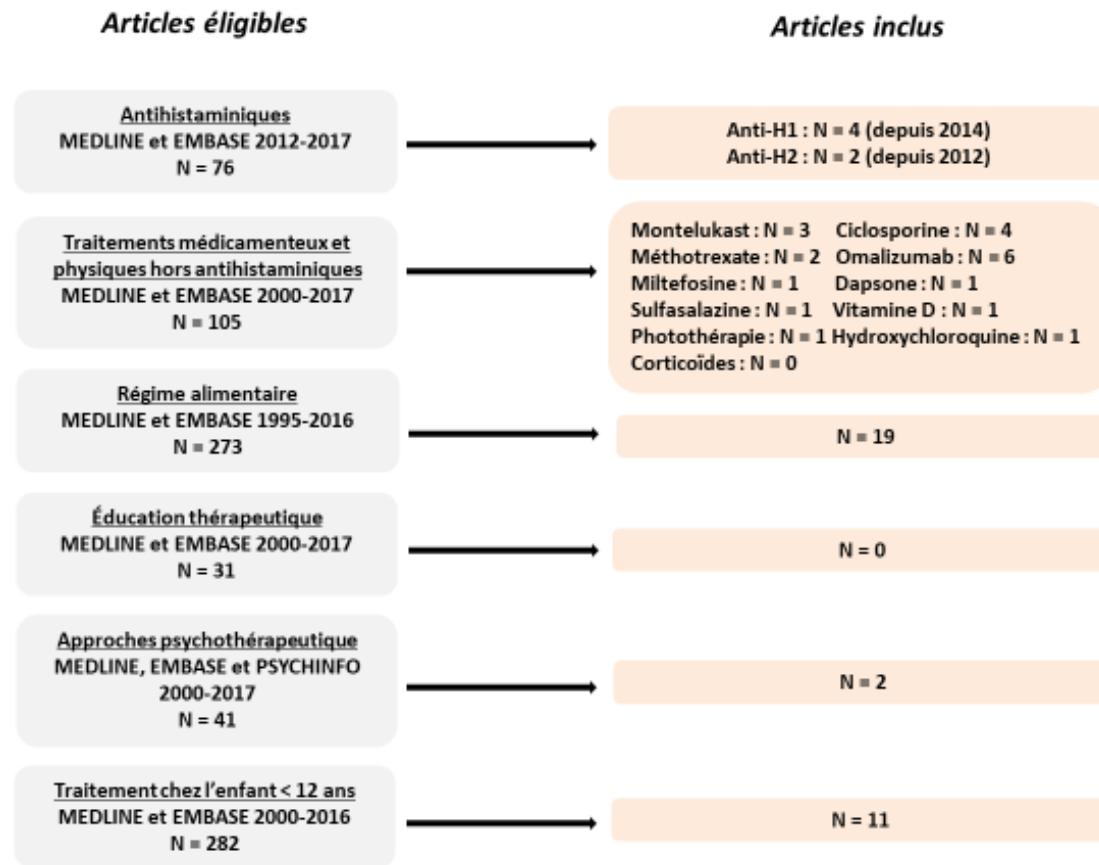 Articles éligibles
Articles inclus
Antihistaminiques
MEDLINE et EMBASE 2012-2017
N = 76
Anti-H1 : N = 4 (depuis 2014)
Anti-H2 : N = 2 (depuis 2012)
Traitements médicamenteux et
physiques hors antihistaminiques
MEDLINE et EMBASE 2000-2017
N = 105
Montelukast : N = 3 Ciclosporine : N = 4
Méthotrexate : N = 2 Omalizumab : N = 6
Miltefosine : N = 1 Dapsone : N = 1
Sulfasalazine : N = 1 Vitamine D : N = 1
Photothérapie : N = 1 Hydroxychloroquine : N = 1
Corticoïdes : N = 0
Régime alimentaire
MEDLINE et EMBASE 1995-2016
N = 273
N = 19
Éducation thérapeutique
MEDLINE et EMBASE 2000-2017
N = 31
N = 0
Approches psychothérapeutique
MEDLINE, EMBASE et PSYCHINFO
2000-2017
N = 41
N = 2
Traitement chez l'enfant < 12 ans
MEDLINE et EMBASE 2000-2016
N = 282
N = 11